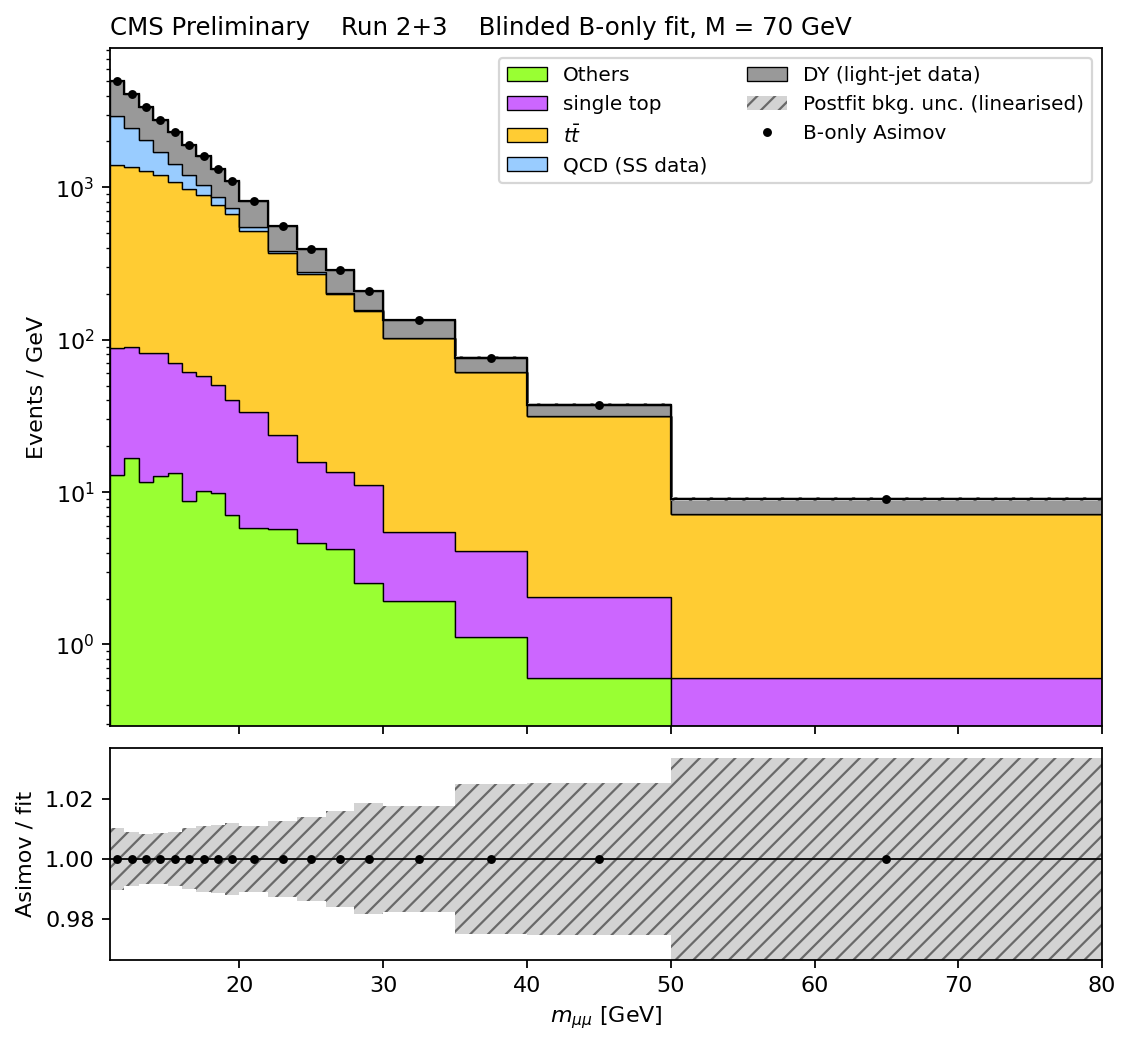 CMS Preliminary    Run 2+3    Blinded B-only fit, M = 70 GeV
Others
single top
tt̄
QCD (SS data)
DY (light-jet data)
Postfit bkg. unc. (linearised)
B-only Asimov
Events / GeV
10³
10²
10¹
10⁰
Asimov / fit
1.02
1.00
0.98
20 30 40 50 60 70 80
m_μμ [GeV]